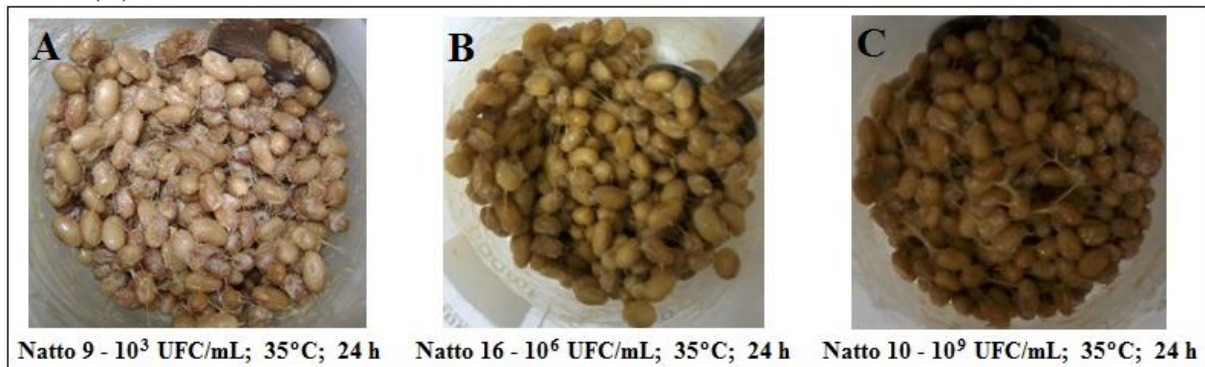 A
B
C
Natto 9 - 10³ UFC/mL; 35°C; 24 h
Natto 16 - 10⁶ UFC/mL; 35°C; 24 h
Natto 10 - 10⁹ UFC/mL; 35°C; 24 h